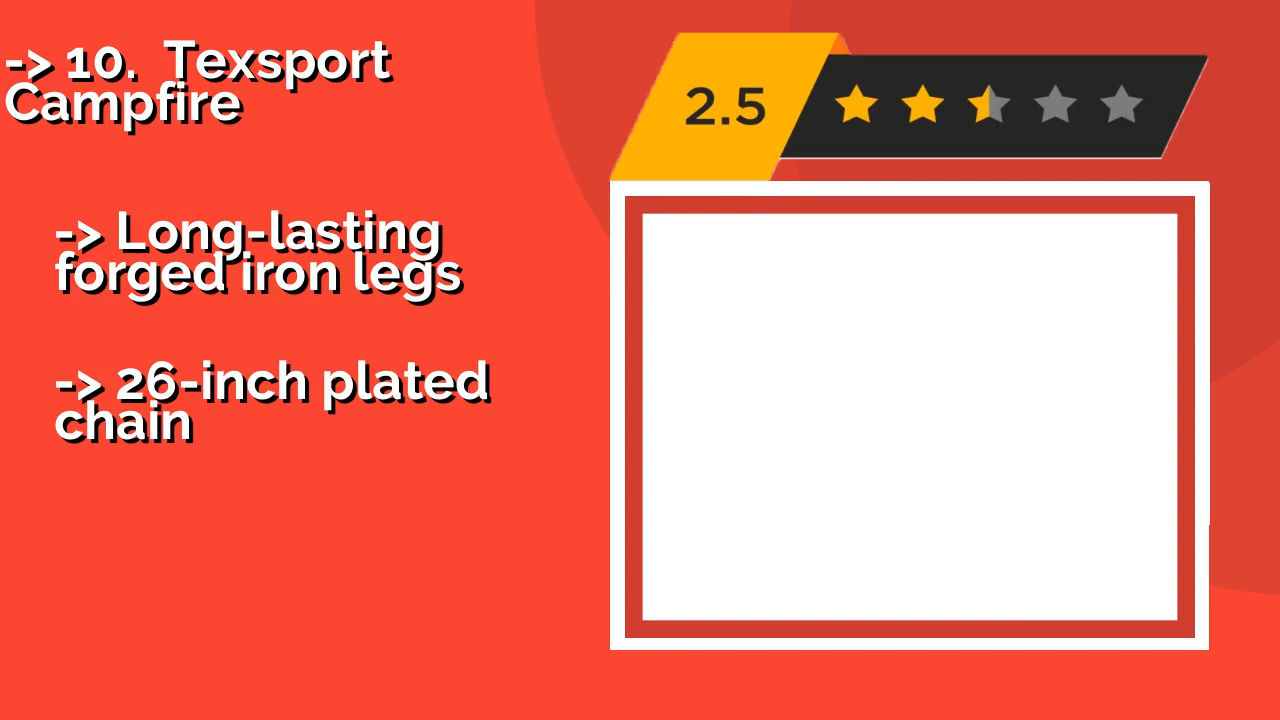 -> 10.  Texsport
Campfire
2.5
-> Long-lasting
forged iron legs
-> 26-inch plated
chain